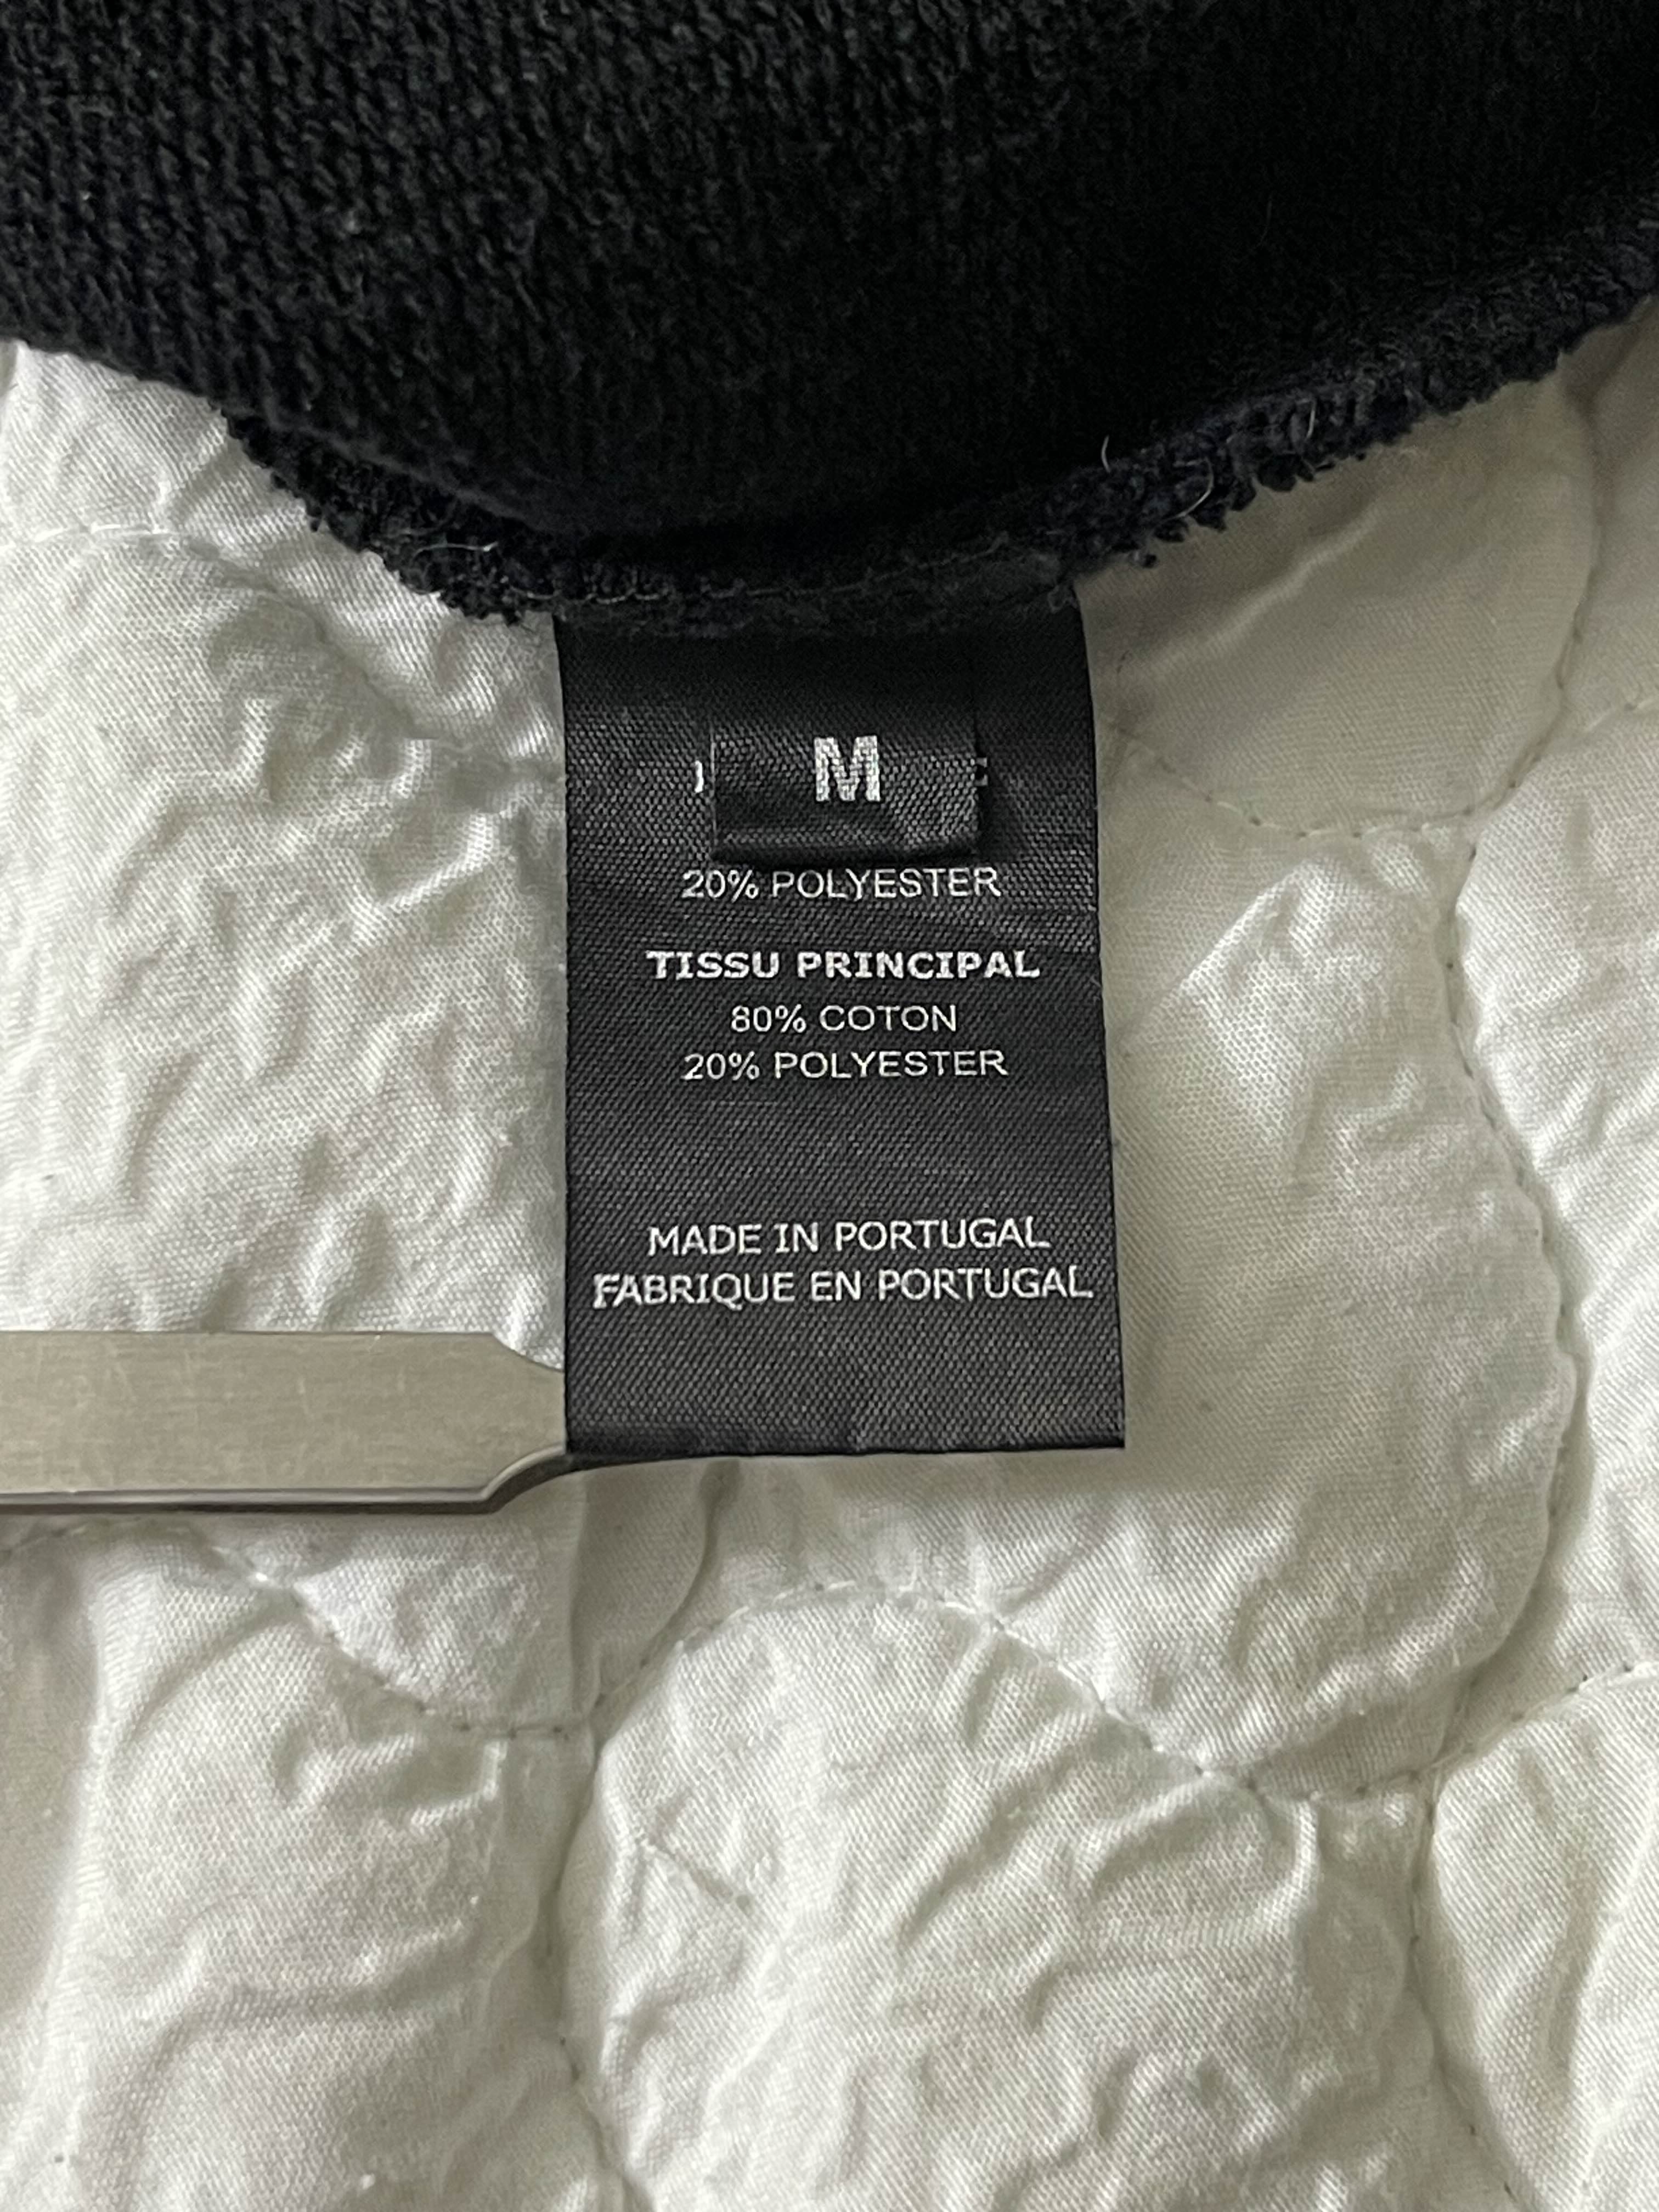 M
20% POLYESTER
TISSU PRINCIPAL
80% COTON
20% POLYESTER
MADE IN PORTUGAL
FABRIQUE EN PORTUGAL